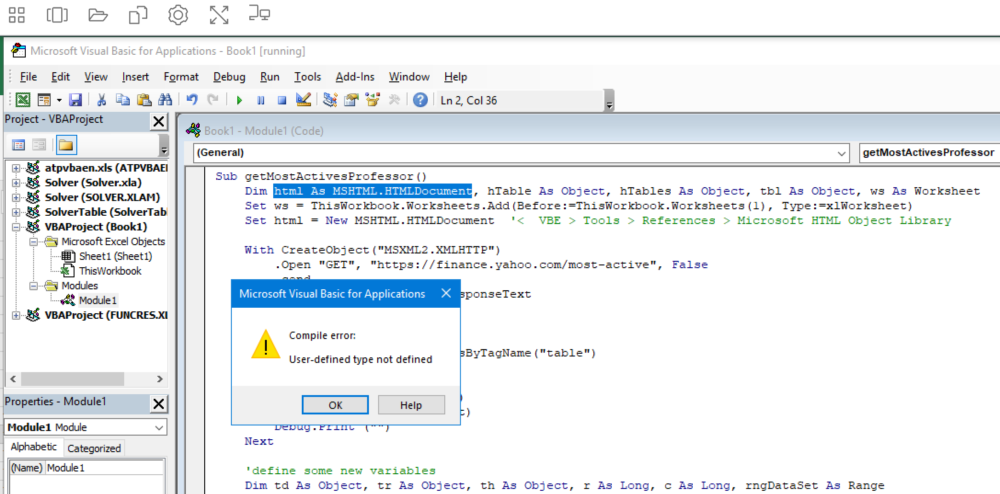 Microsoft Visual Basic for Applications - Book1 [running]
File Edit View Insert Format Debug Run Tools Add-Ins Window Help
Ln 2, Col 36
Project - VBAProject
atpvbaen.xls (ATPVBAE
Solver (Solver.xla)
Solver (SOLVER.XLAM)
SolverTable (SolverTab
VBAProject (Book1)
Microsoft Excel Objects
Sheet1 (Sheet1)
ThisWorkbook
Modules
Module1
VBAProject (FUNCRES.XL
Properties - Module1
Module1 Module
Alphabetic Categorized
(Name) Module1
Book1 - Module1 (Code)
(General) getMostActivesProfessor
Sub getMostActivesProfessor()
Dim html As MSHTML.HTMLDocument, hTable As Object, hTables As Object, tbl As Object, ws As Worksheet
Set ws = ThisWorkbook.Worksheets.Add(Before:=ThisWorkbook.Worksheets(1), Type:=xlWorksheet)
Set html = New MSHTML.HTMLDocument '< VBE > Tools > References > Microsoft HTML Object Library
With CreateObject("MSXML2.XMLHTTP")
.Open "GET", "https://finance.yahoo.com/most-active", False
.send
sponseText
sByTagName("table")
)
t)
Debug.Print ("")
Next
'define some new variables
Dim td As Object, tr As Object, th As Object, r As Long, c As Long, rngDataSet As Range
Microsoft Visual Basic for Applications
Compile error:
User-defined type not defined
OK Help